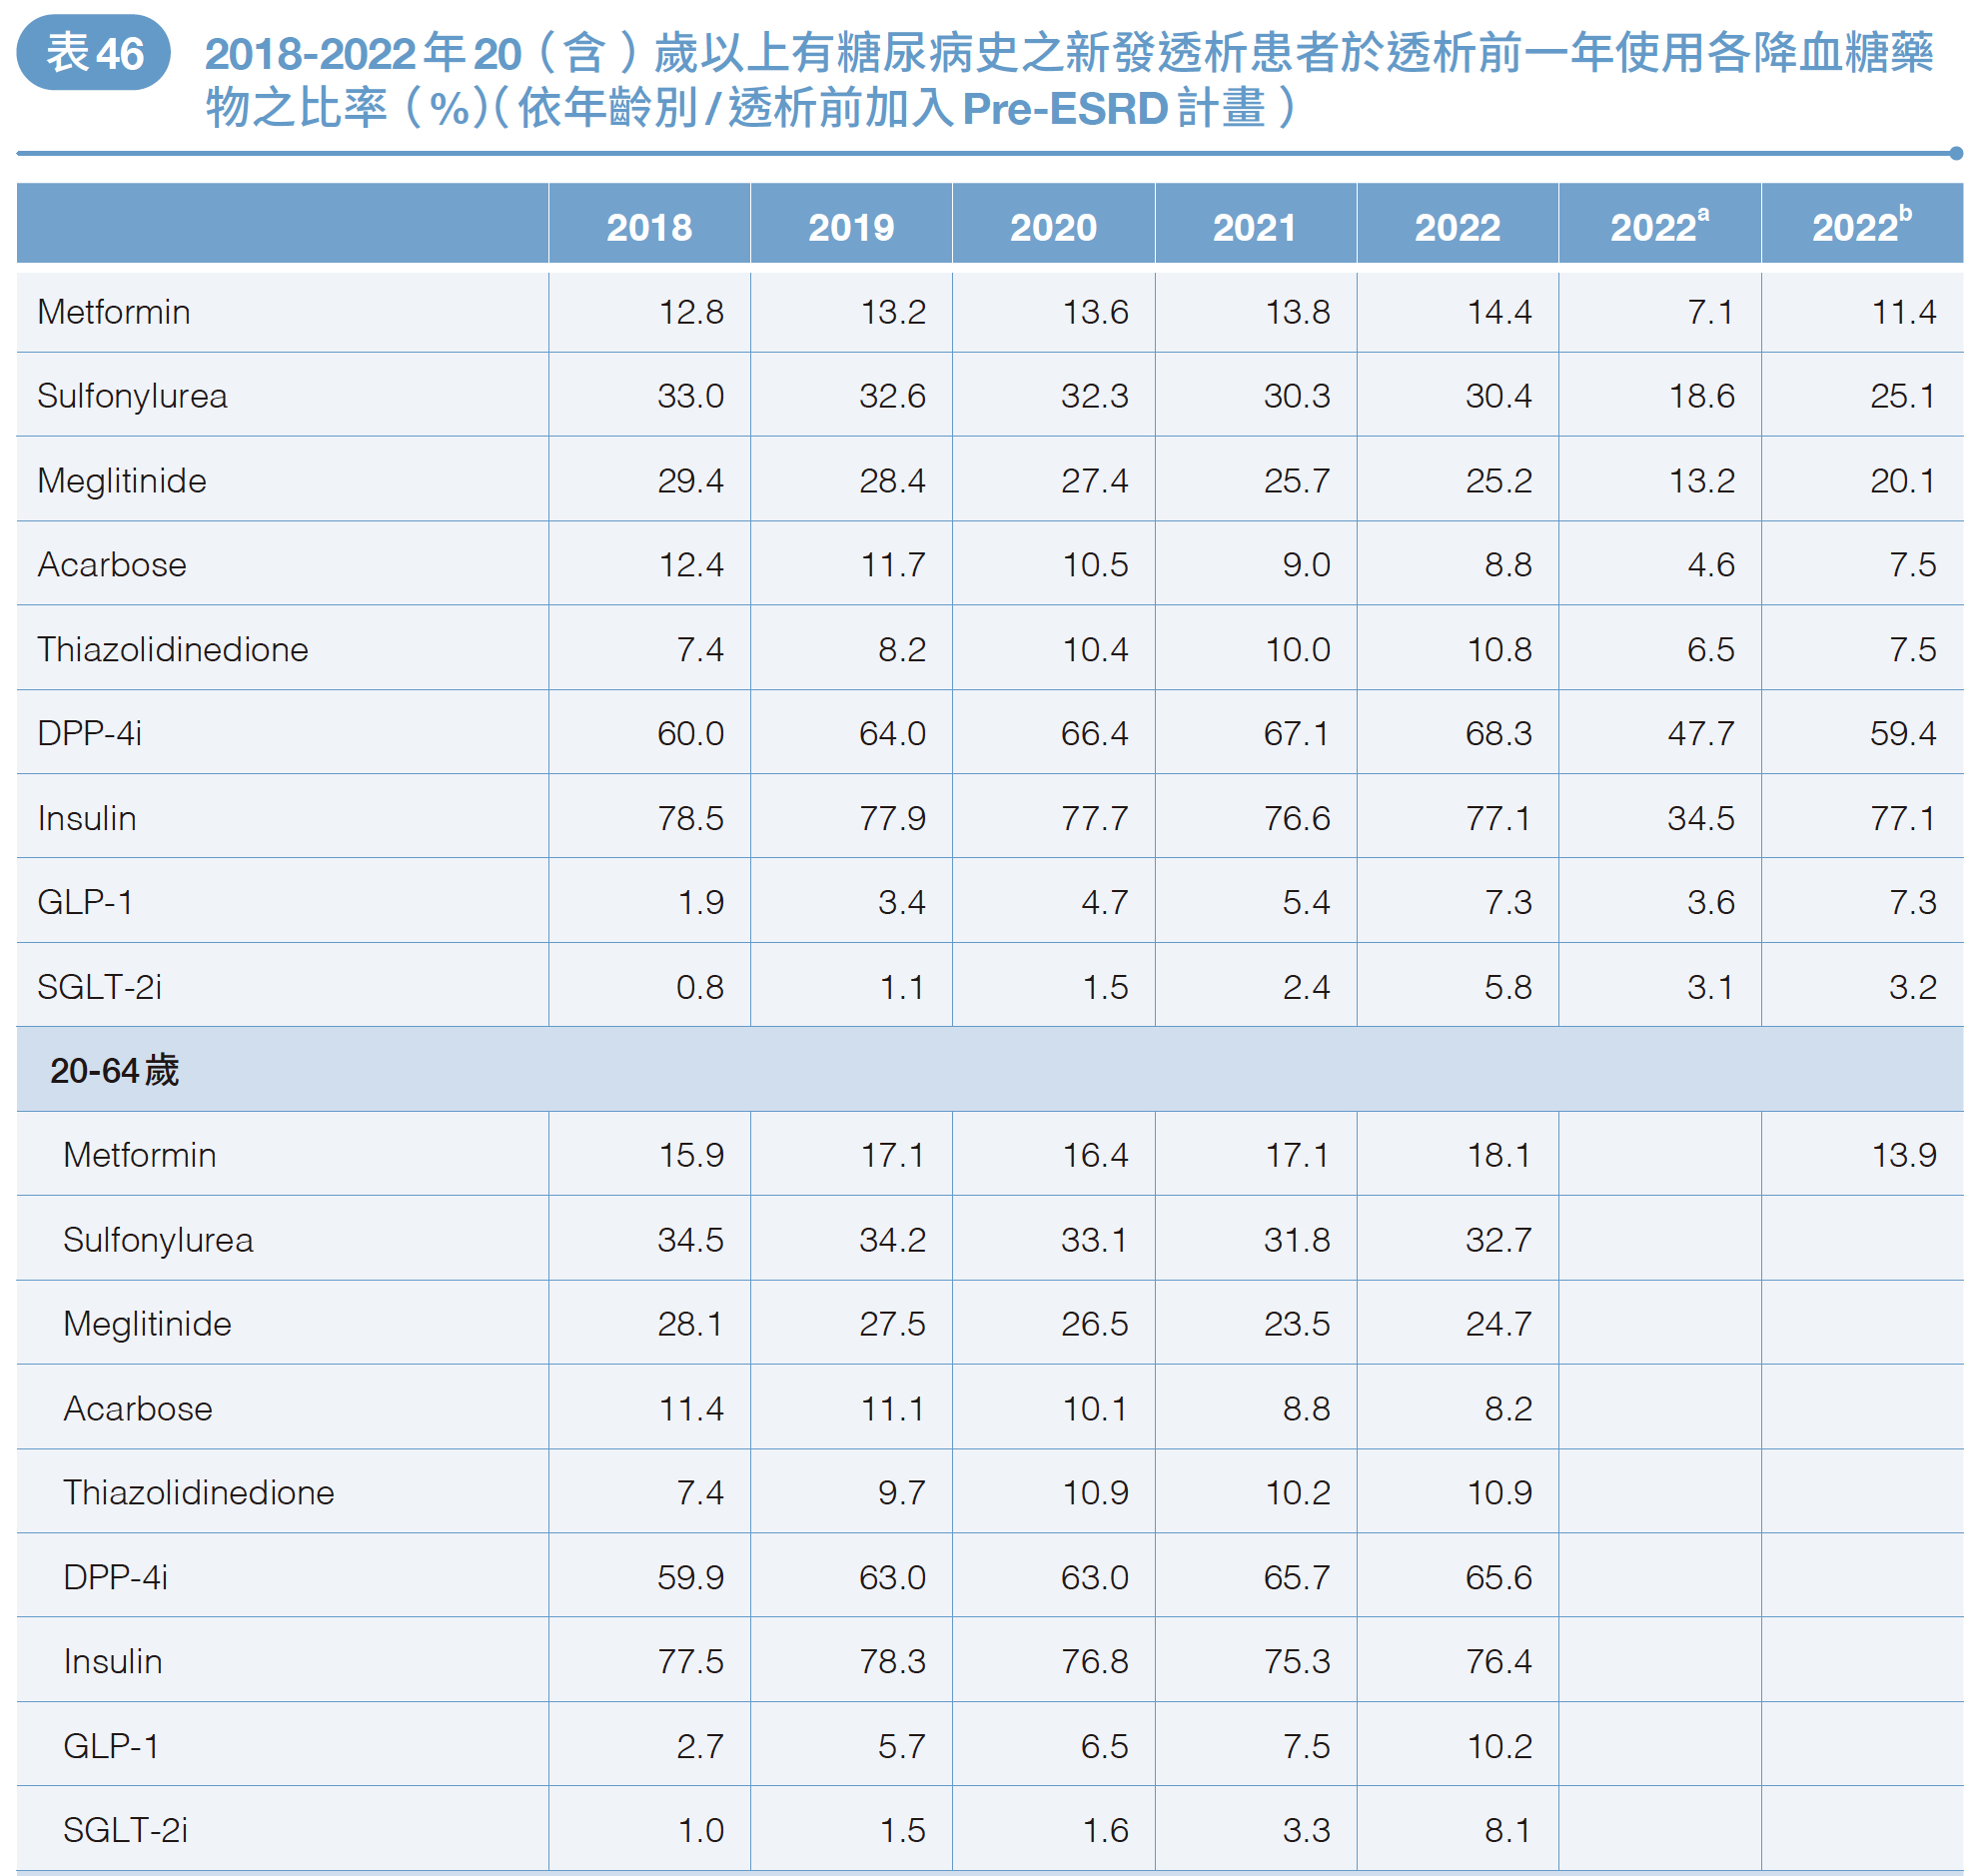 表46
2018-2022年20（含）歲以上有糖尿病史之新發透析患者於透析前一年使用各降血糖藥
物之比率（%）（依年齡別/透析前加入Pre-ESRD計畫）
2018 2019 2020 2021 2022 2022a 2022b
Metformin 12.8 13.2 13.6 13.8 14.4 7.1 11.4
Sulfonylurea 33.0 32.6 32.3 30.3 30.4 18.6 25.1
Meglitinide 29.4 28.4 27.4 25.7 25.2 13.2 20.1
Acarbose 12.4 11.7 10.5 9.0 8.8 4.6 7.5
Thiazolidinedione 7.4 8.2 10.4 10.0 10.8 6.5 7.5
DPP-4i 60.0 64.0 66.4 67.1 68.3 47.7 59.4
Insulin 78.5 77.9 77.7 76.6 77.1 34.5 77.1
GLP-1 1.9 3.4 4.7 5.4 7.3 3.6 7.3
SGLT-2i 0.8 1.1 1.5 2.4 5.8 3.1 3.2
20-64歲
Metformin 15.9 17.1 16.4 17.1 18.1 13.9
Sulfonylurea 34.5 34.2 33.1 31.8 32.7
Meglitinide 28.1 27.5 26.5 23.5 24.7
Acarbose 11.4 11.1 10.1 8.8 8.2
Thiazolidinedione 7.4 9.7 10.9 10.2 10.9
DPP-4i 59.9 63.0 63.0 65.7 65.6
Insulin 77.5 78.3 76.8 75.3 76.4
GLP-1 2.7 5.7 6.5 7.5 10.2
SGLT-2i 1.0 1.5 1.6 3.3 8.1